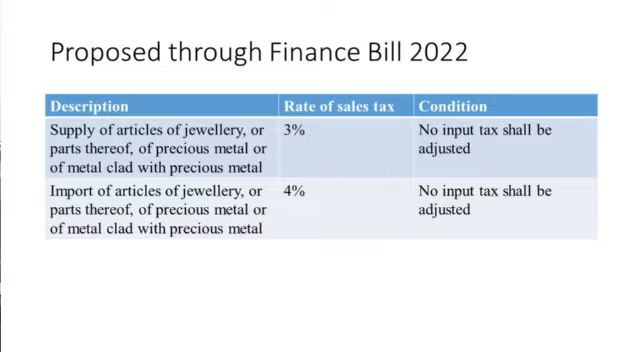 Proposed through Finance Bill 2022
Description Rate of sales tax Condition
Supply of articles of jewellery, or 3% No input tax shall be
parts thereof, of precious metal or adjusted
of metal clad with precious metal
Import of articles of jewellery, or 4% No input tax shall be
parts thereof, of precious metal or adjusted
of metal clad with precious metal